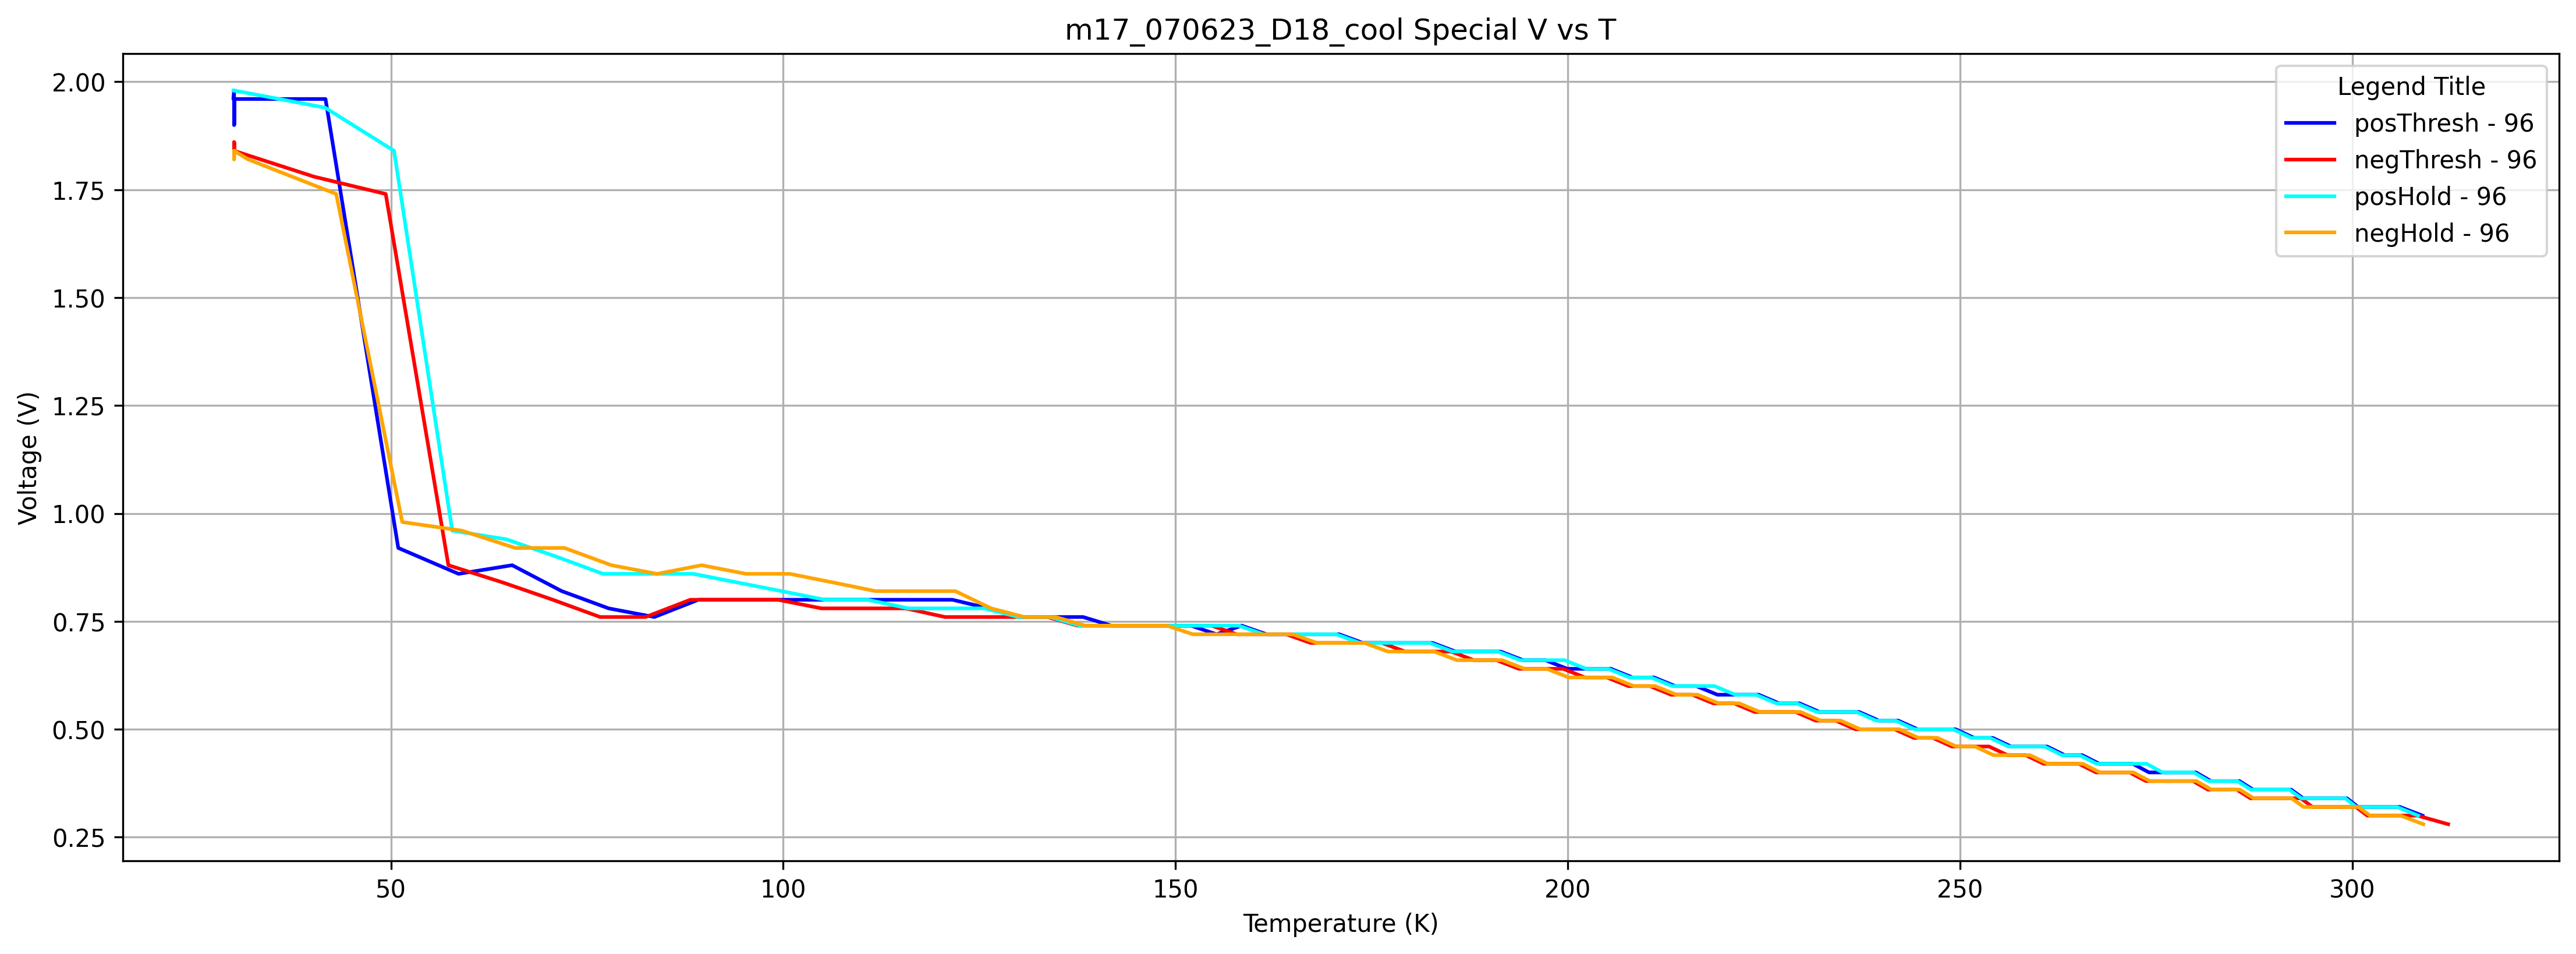 m17_070623_D18_cool Special V vs T
Legend Title
posThresh - 96
negThresh - 96
posHold - 96
negHold - 96
Voltage (V)
2.00
1.75
1.50
1.25
1.00
0.75
0.50
0.25
50 100 150 200 250 300
Temperature (K)